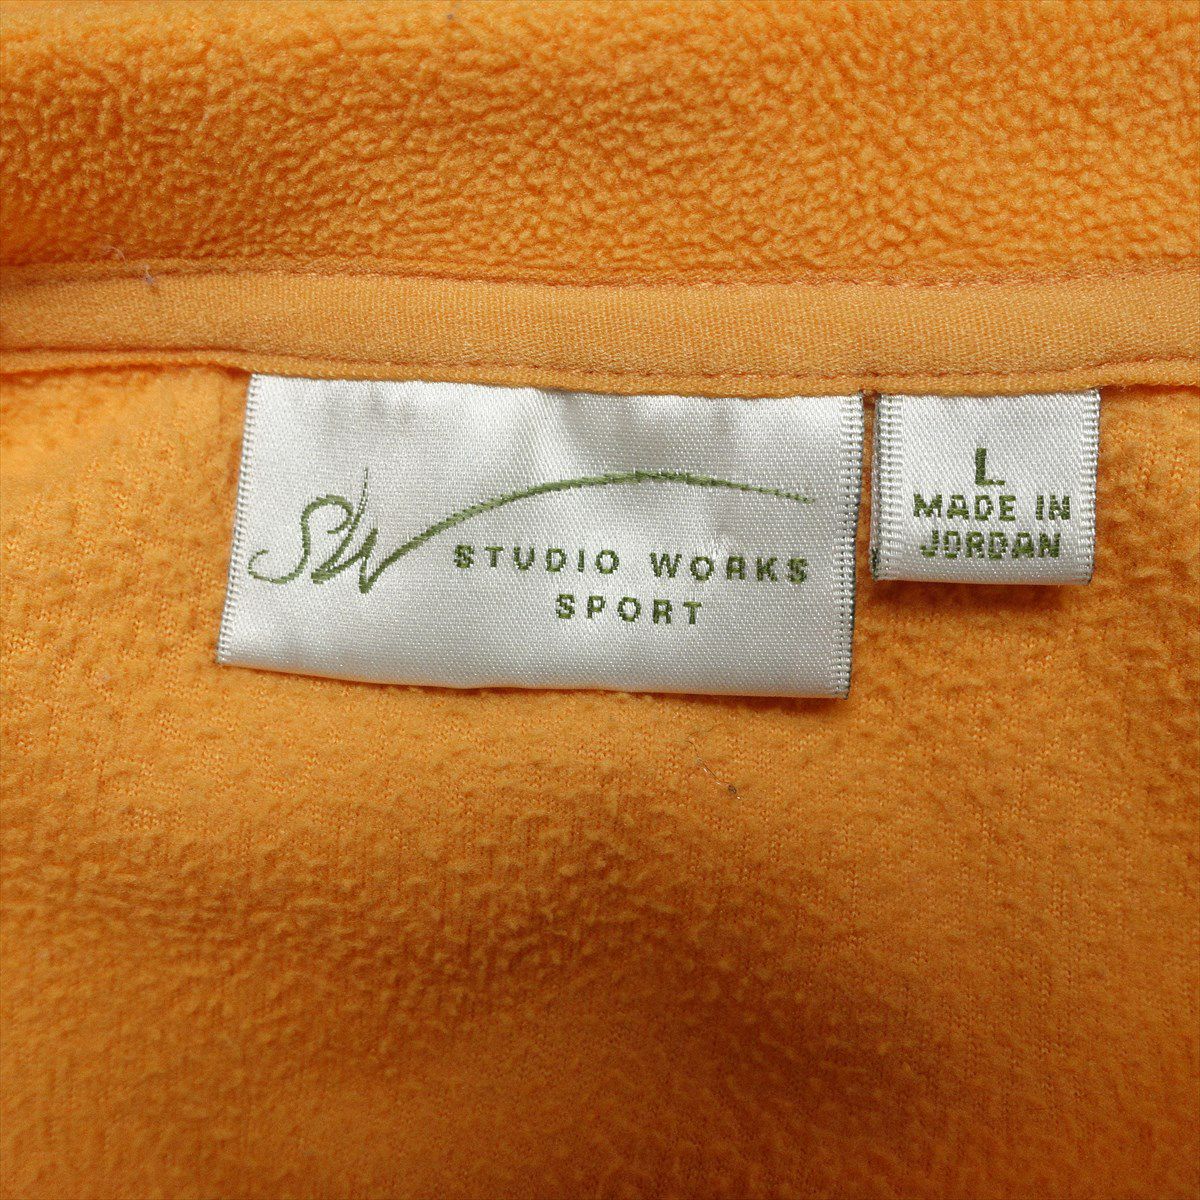 SW
STUDIO WORKS
SPORT
L
MADE IN
JORDAN